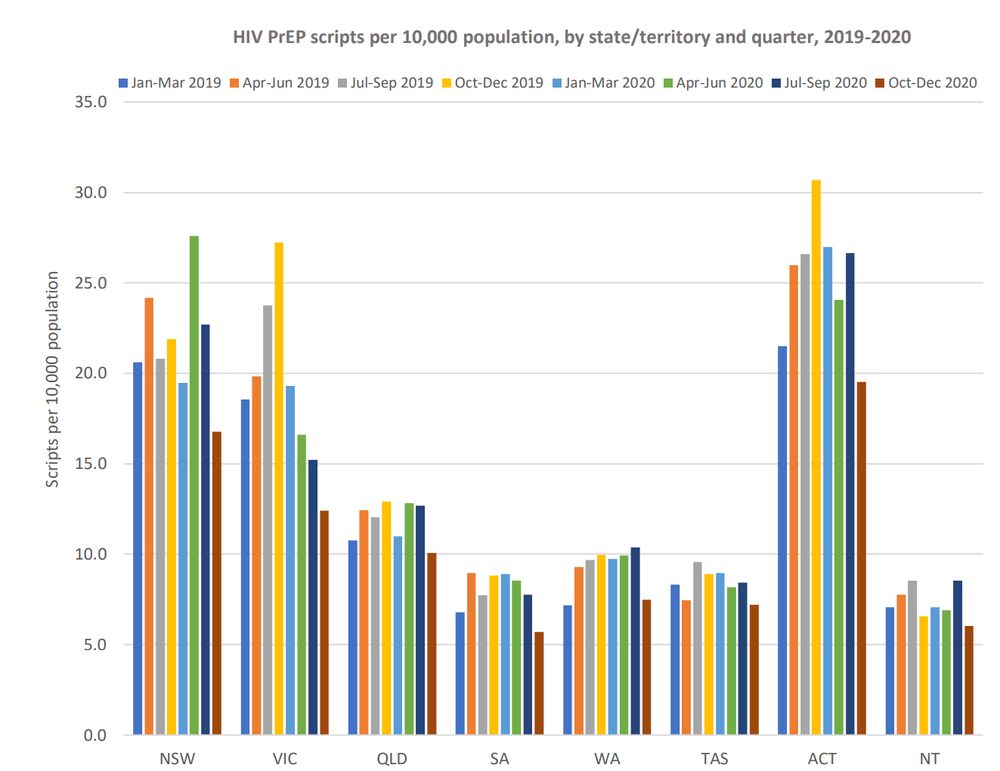 HIV PrEP scripts per 10,000 population, by state/territory and quarter, 2019-2020
Jan-Mar 2019 Apr-Jun 2019 Jul-Sep 2019 Oct-Dec 2019 Jan-Mar 2020 Apr-Jun 2020 Jul-Sep 2020 Oct-Dec 2020
35.0
30.0
25.0
20.0
15.0
10.0
5.0
0.0
Scripts per 10,000 population
NSW VIC QLD SA WA TAS ACT NT